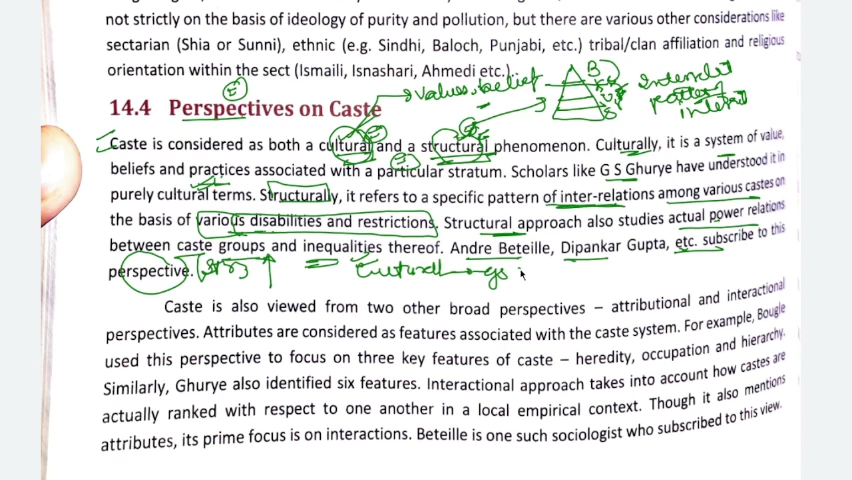 not strictly on the basis of ideology of purity and pollution, but there are various other considerations like
sectarian (Shia or Sunni), ethnic (e.g. Sindhi, Baloch, Punjabi, etc.) tribal/clan affiliation and religious
orientation within the sect (Ismaili, Isnashari, Ahmedi etc.).
values, belief
B
14.4 Perspectives on Caste
Caste is considered as both a cultural and a structural phenomenon. Culturally, it is a system of value,
beliefs and practices associated with a particular stratum. Scholars like G S Ghurye have understood it in
purely cultural terms. Structurally, it refers to a specific pattern of inter-relations among various castes on
the basis of various disabilities and restrictions. Structural approach also studies actual power relations
between caste groups and inequalities thereof. Andre Beteille, Dipankar Gupta, etc. subscribe to this
perspective.
Cultural gs
Caste is also viewed from two other broad perspectives – attributional and interactional
perspectives. Attributes are considered as features associated with the caste system. For example, Bougle
used this perspective to focus on three key features of caste – heredity, occupation and hierarchy.
Similarly, Ghurye also identified six features. Interactional approach takes into account how castes are
actually ranked with respect to one another in a local empirical context. Though it also mentions
attributes, its prime focus is on interactions. Beteille is one such sociologist who subscribed to this view.